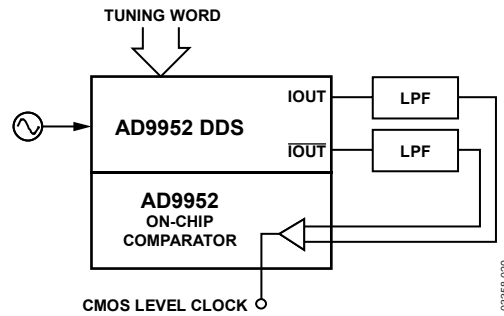 TUNING WORD
IOUT
LPF
AD9952 DDS
IOUT
LPF
AD9952
ON-CHIP
COMPARATOR
CMOS LEVEL CLOCK